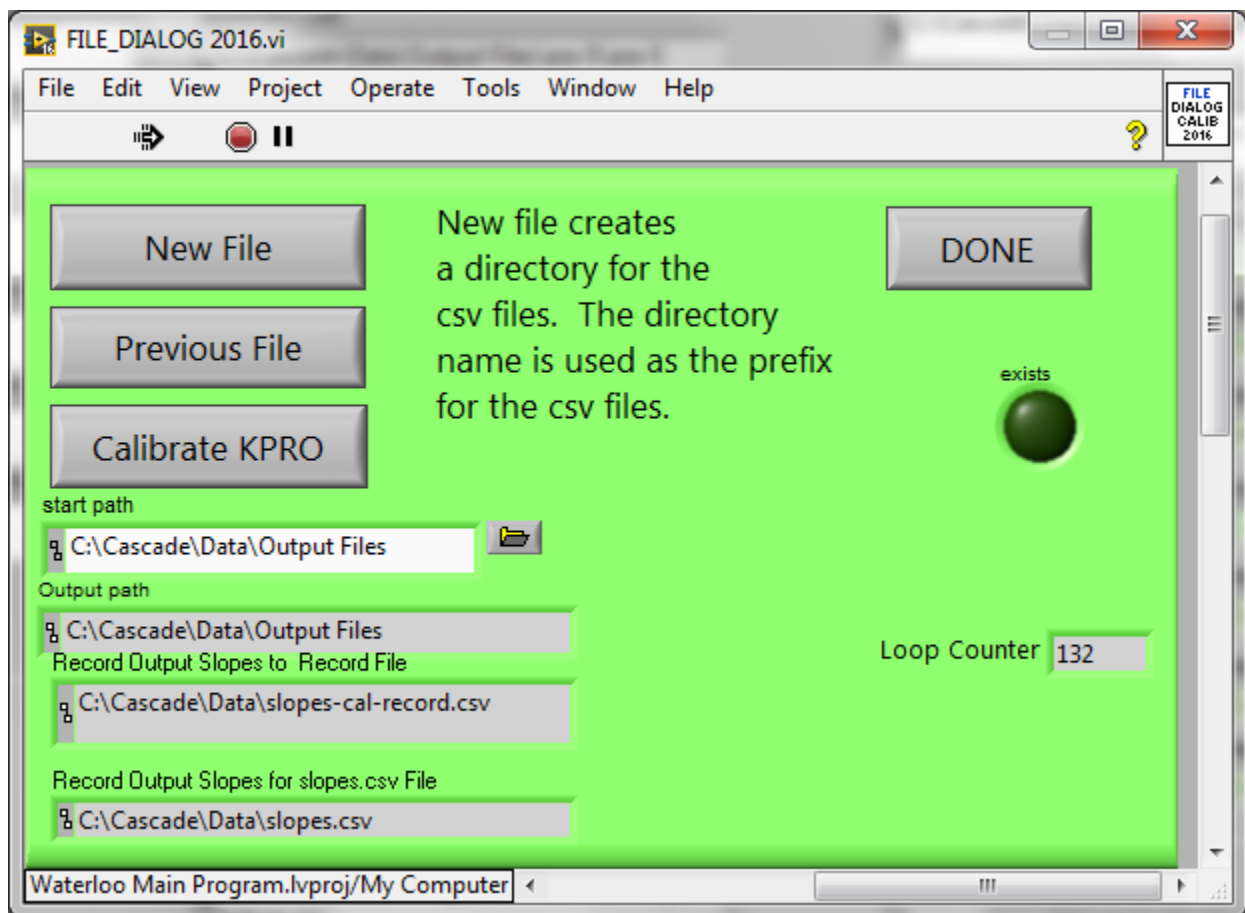 FILE_DIALOG 2016.vi
File Edit View Project Operate Tools Window Help
FILE
DIALOG
CALIB
2016
New File
Previous File
Calibrate KPRO
New file creates
a directory for the
csv files.  The directory
name is used as the prefix
for the csv files.
DONE
exists
start path
C:\Cascade\Data\Output Files
Output path
C:\Cascade\Data\Output Files
Record Output Slopes to  Record File
C:\Cascade\Data\slopes-cal-record.csv
Record Output Slopes for slopes.csv File
C:\Cascade\Data\slopes.csv
Loop Counter 132
Waterloo Main Program.lvproj/My Computer